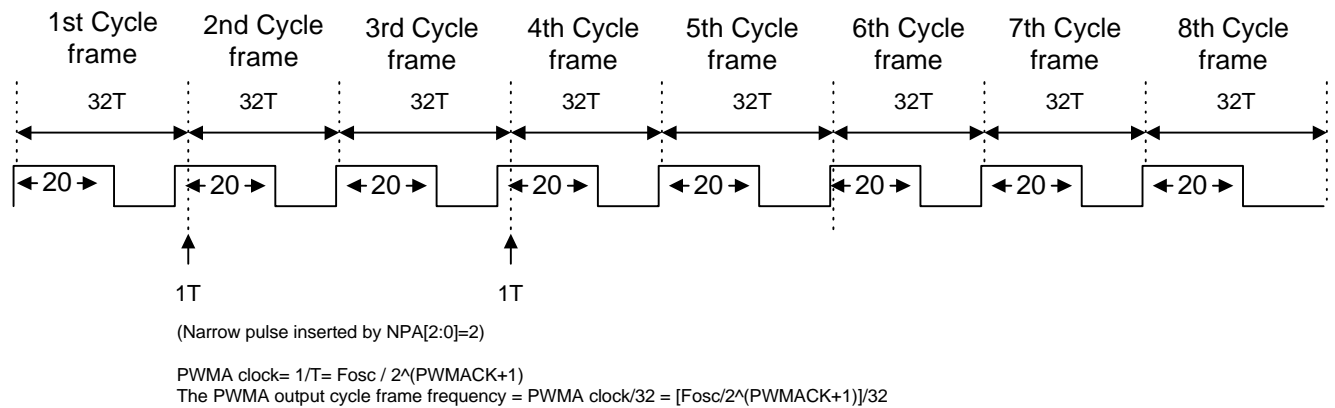 1st Cycle frame
2nd Cycle frame
3rd Cycle frame
4th Cycle frame
5th Cycle frame
6th Cycle frame
7th Cycle frame
8th Cycle frame
32T 32T 32T 32T 32T 32T 32T 32T
20 20 20 20 20 20 20 20
1T 1T
(Narrow pulse inserted by NPA[2:0]=2)
PWMA clock= 1/T= Fosc / 2^(PWMACK+1)
The PWMA output cycle frame frequency = PWMA clock/32 = [Fosc/2^(PWMACK+1)]/32